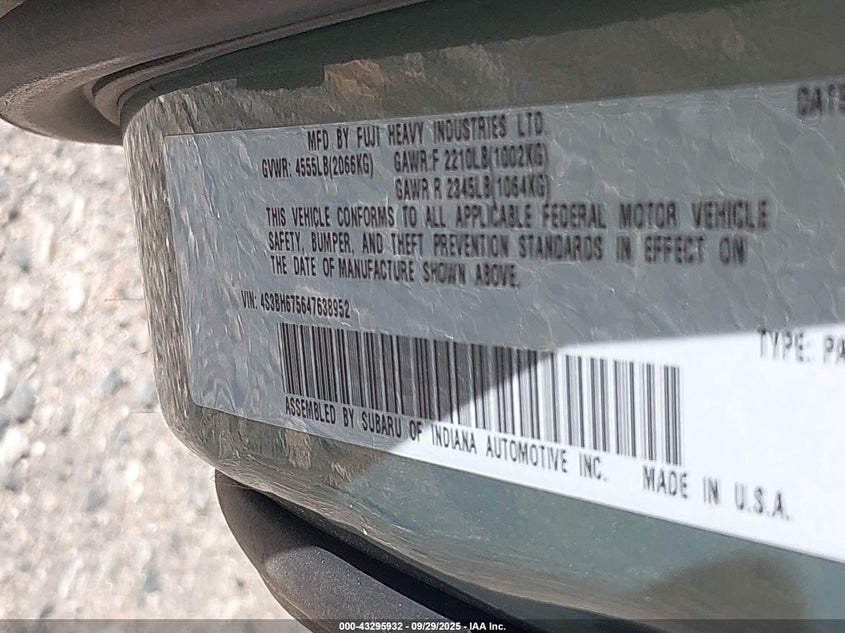 DATE
MFD BY FUJI HEAVY INDUSTRIES LTD.
GVWR: 4555LB(2066KG) GAWR:F 2210LB(1002KG)
GAWR R 2345LB(1064KG)
THIS VEHICLE CONFORMS TO ALL APPLICABLE FEDERAL MOTOR VEHICLE
SAFETY, BUMPER, AND THEFT PREVENTION STANDARDS IN EFFECT ON
THE DATE OF MANUFACTURE SHOWN ABOVE.
VIN: 4S3BH675647638952
TYPE: PA
ASSEMBLED BY SUBARU OF INDIANA AUTOMOTIVE INC. MADE IN U.S.A.
000-43295932 - 09/29/2025 - IAA Inc.